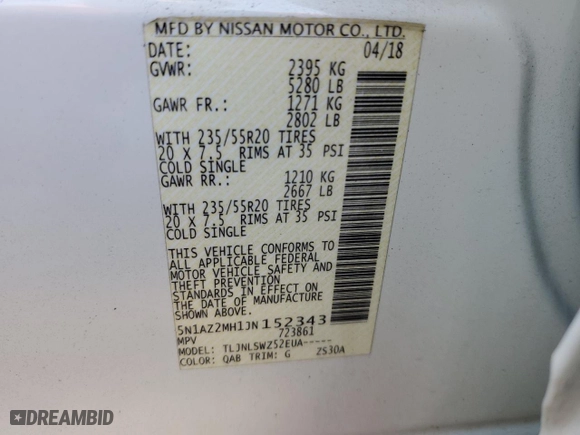 MFD BY NISSAN MOTOR CO., LTD.
DATE: 04/18
GVWR: 2395 KG
5280 LB
GAWR FR.: 1271 KG
2802 LB
WITH 235/55R20 TIRES
20 X 7.5 RIMS AT 35 PSI
COLD SINGLE
GAWR RR.: 1210 KG
2667 LB
WITH 235/55R20 TIRES
20 X 7.5 RIMS AT 35 PSI
COLD SINGLE
THIS VEHICLE CONFORMS TO
ALL APPLICABLE FEDERAL
MOTOR VEHICLE SAFETY AND
THEFT PREVENTION
STANDARDS IN EFFECT ON
THE DATE OF MANUFACTURE
SHOWN ABOVE.
5N1AZ2MH1JN152343
MPV 723861
MODEL: TLJNLSWZ52EUA-----
COLOR: QAB TRIM: G ZS30A
DREAMBID